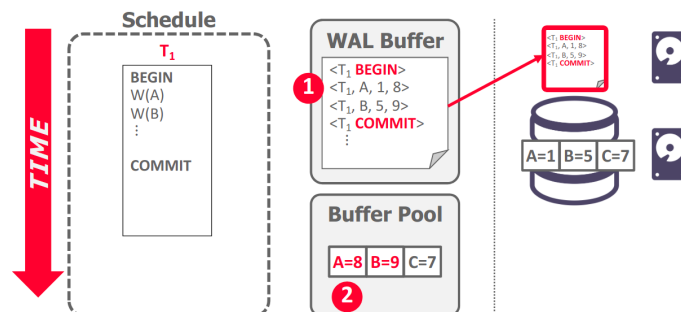 Schedule
TIME
T1
BEGIN
W(A)
W(B)
⋮
COMMIT
WAL Buffer
1
<T1 BEGIN>
<T1, A, 1, 8>
<T1, B, 5, 9>
<T1 COMMIT>
⋮
Buffer Pool
A=8 B=9 C=7
2
<T1 BEGIN>
<T1, A, 1, 8>
<T1, B, 5, 9>
<T1 COMMIT>
A=1 B=5 C=7